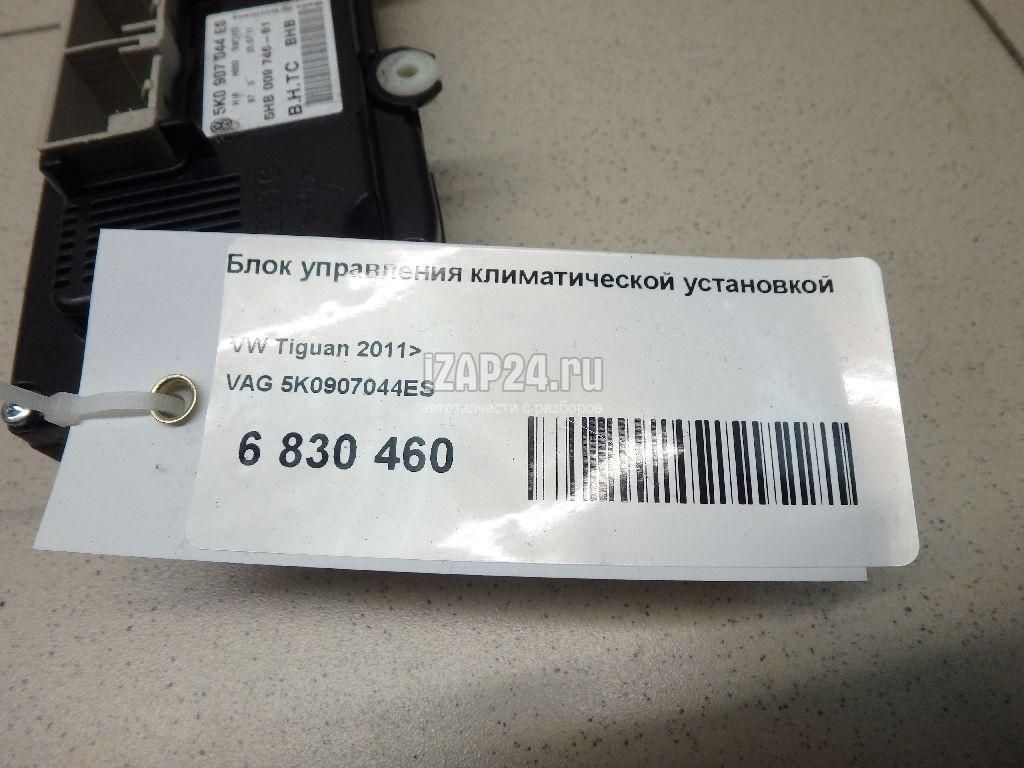 5K0 907 044 ES
H18
5HB 009 746-61
B.H.TC BHB
Блок управления климатической установкой
VW Tiguan 2011>
VAG 5K0907044ES
6 830 460
iZAP24.ru
автозапчасти с разборов